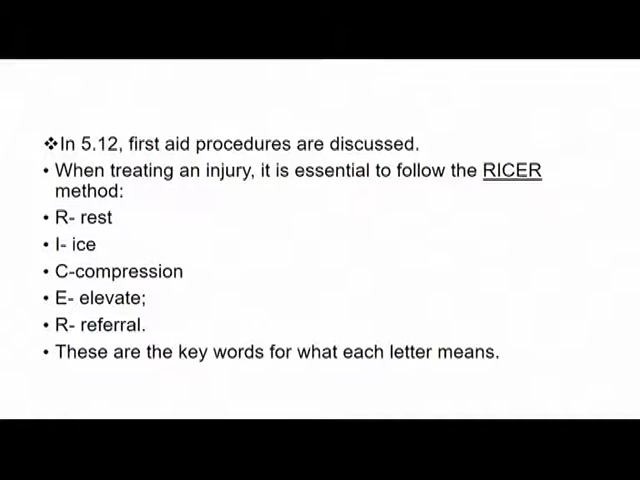 ❖In 5.12, first aid procedures are discussed.
• When treating an injury, it is essential to follow the RICER
method:
• R- rest
• I- ice
• C-compression
• E- elevate;
• R- referral.
• These are the key words for what each letter means.